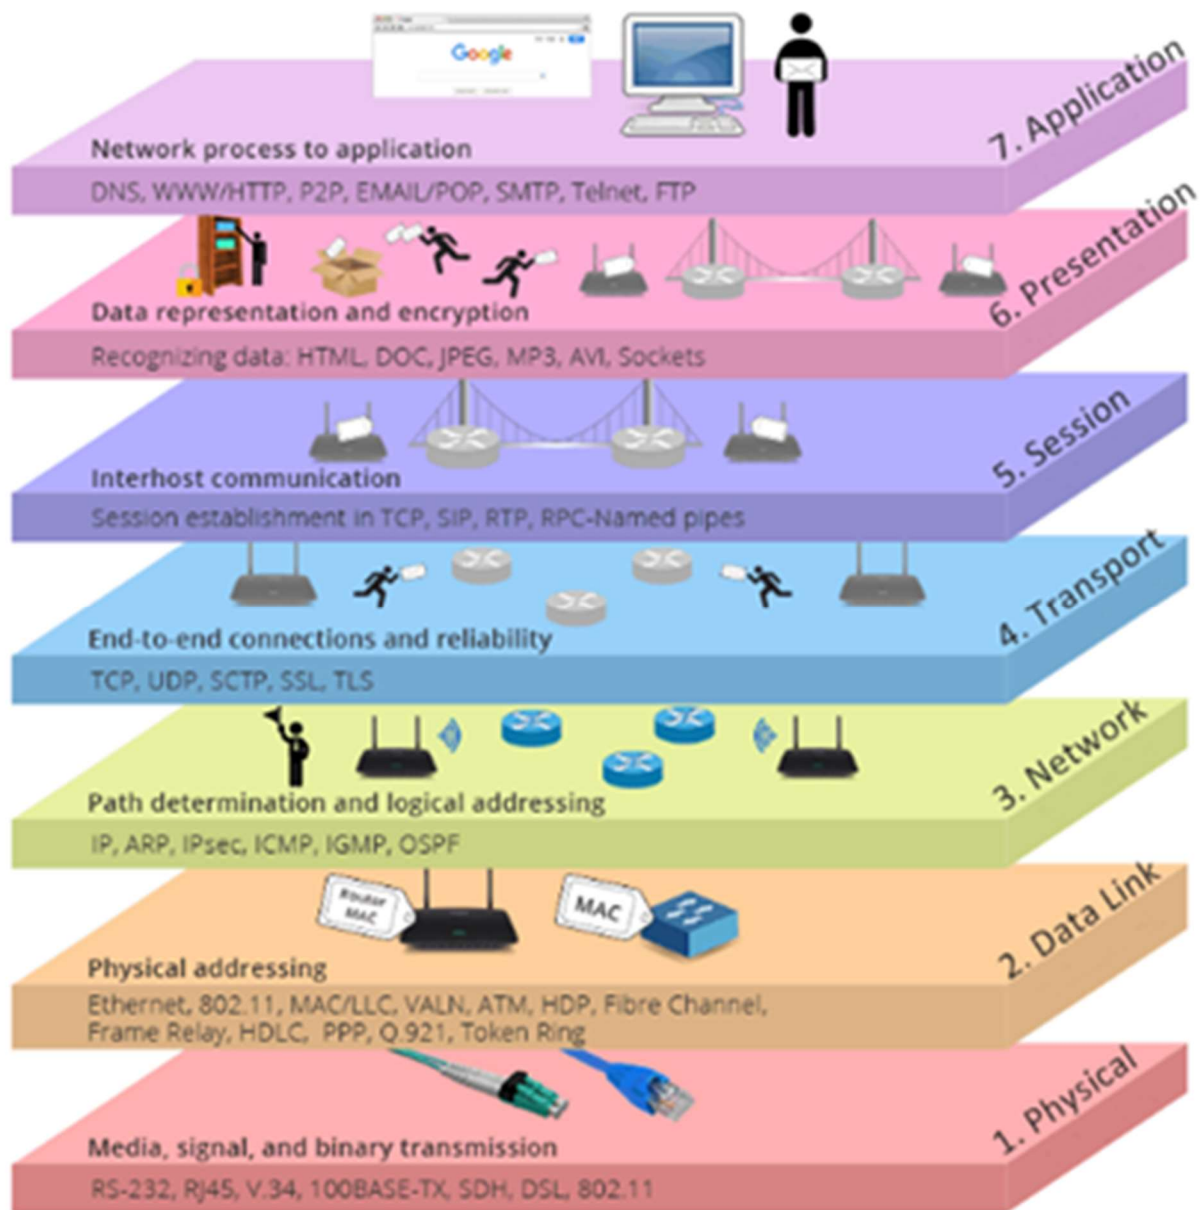 Google
7. Application
Network process to application
DNS, WWW/HTTP, P2P, EMAIL/POP, SMTP, Telnet, FTP
6. Presentation
Data representation and encryption
Recognizing data: HTML, DOC, JPEG, MP3, AVI, Sockets
5. Session
Interhost communication
Session establishment in TCP, SIP, RTP, RPC-Named pipes
4. Transport
End-to-end connections and reliability
TCP, UDP, SCTP, SSL, TLS
3. Network
Path determination and logical addressing
IP, ARP, IPsec, ICMP, IGMP, OSPF
2. Data Link
Router
MAC
MAC
Physical addressing
Ethernet, 802.11, MAC/LLC, VALN, ATM, HDP, Fibre Channel,
Frame Relay, HDLC, PPP, Q.921, Token Ring
1. Physical
Media, signal, and binary transmission
RS-232, RJ45, V.34, 100BASE-TX, SDH, DSL, 802.11